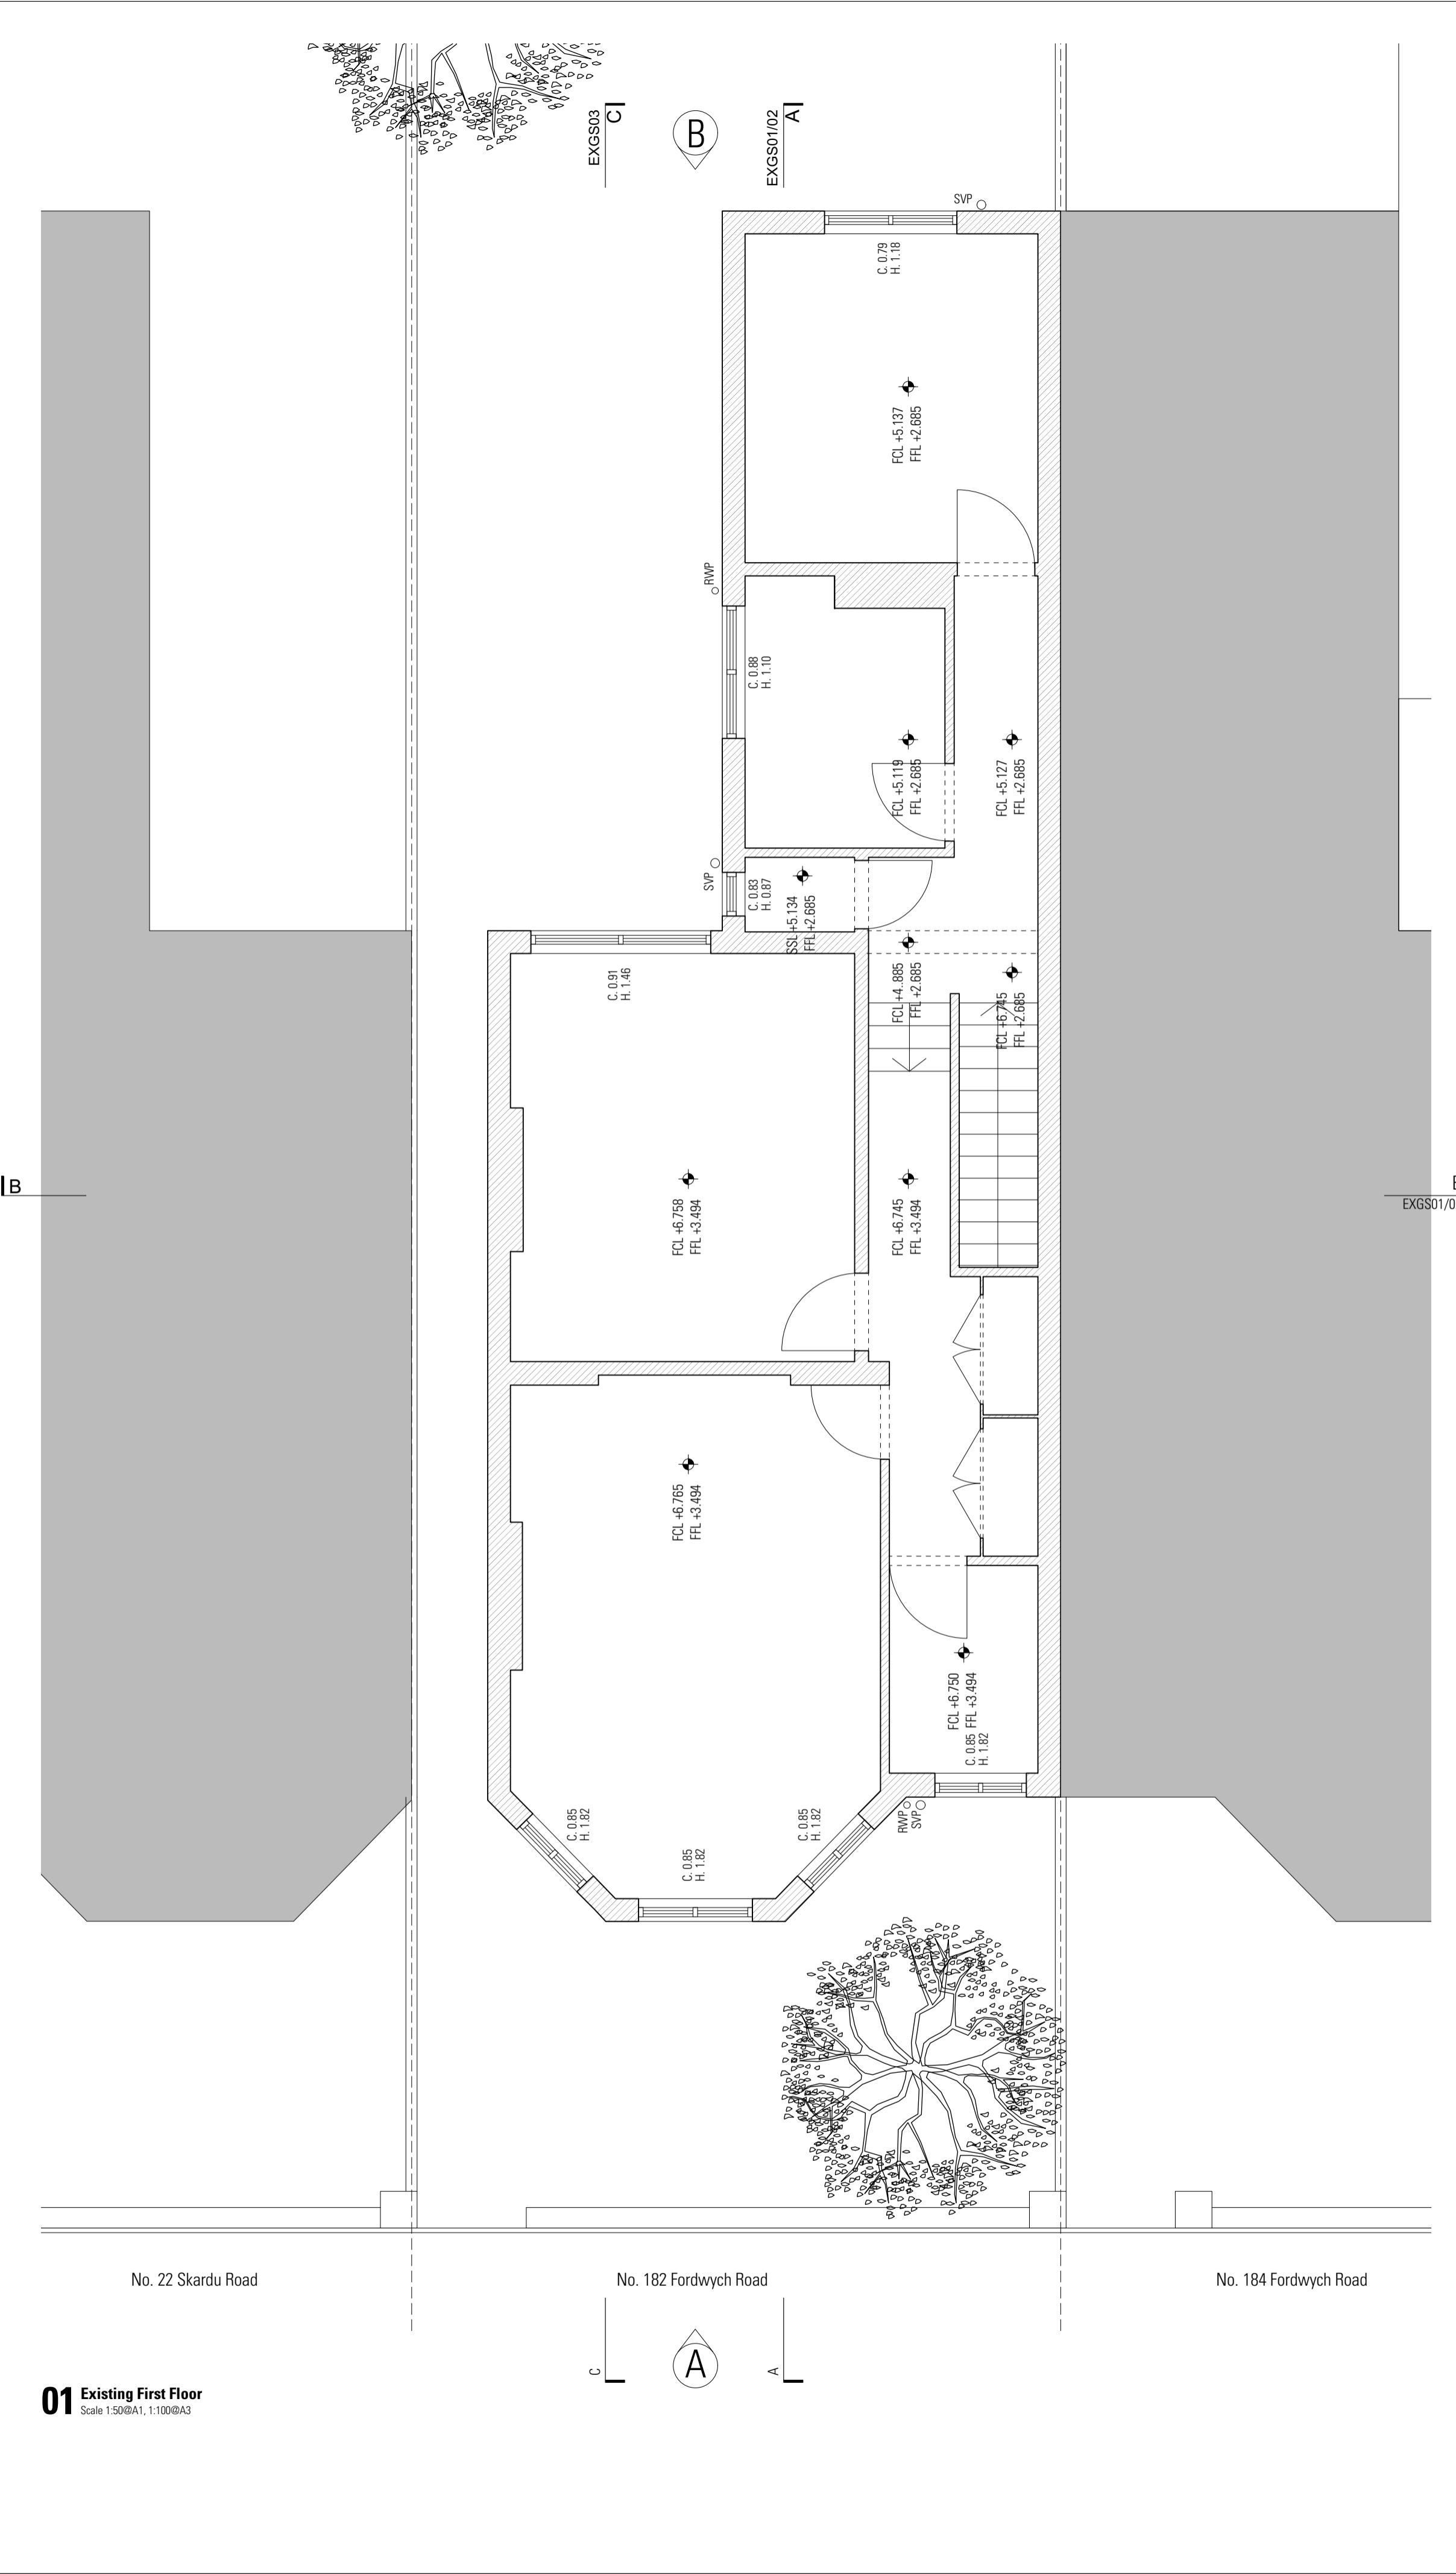 EXGS03
C
B
EXGS01/02
A
SVP
C. 0.79
H. 1.18
FCL +5.137
FFL +2.685
RWP
C. 0.88
H. 1.10
FCL +5.119
FFL +2.685
FCL +5.127
FFL +2.685
SVP
C. 0.83
H. 0.87
SSL +5.134
FFL +2.685
FCL +4..885
FFL +2.685
FCL +6.745
FFL +2.685
C. 0.91
H. 1.46
B
EXGS01/0
FCL +6.758
FFL +3.494
FCL +6.745
FFL +3.494
FCL +6.765
FFL +3.494
FCL +6.750
FFL +3.494
C. 0.85
H. 1.82
C. 0.85
H. 1.82
C. 0.85
H. 1.82
C. 0.85
H. 1.82
RWP
SVP
No. 22 Skardu Road
No. 182 Fordwych Road
No. 184 Fordwych Road
C
A
A
01 Existing First Floor
Scale 1:50@A1, 1:100@A3